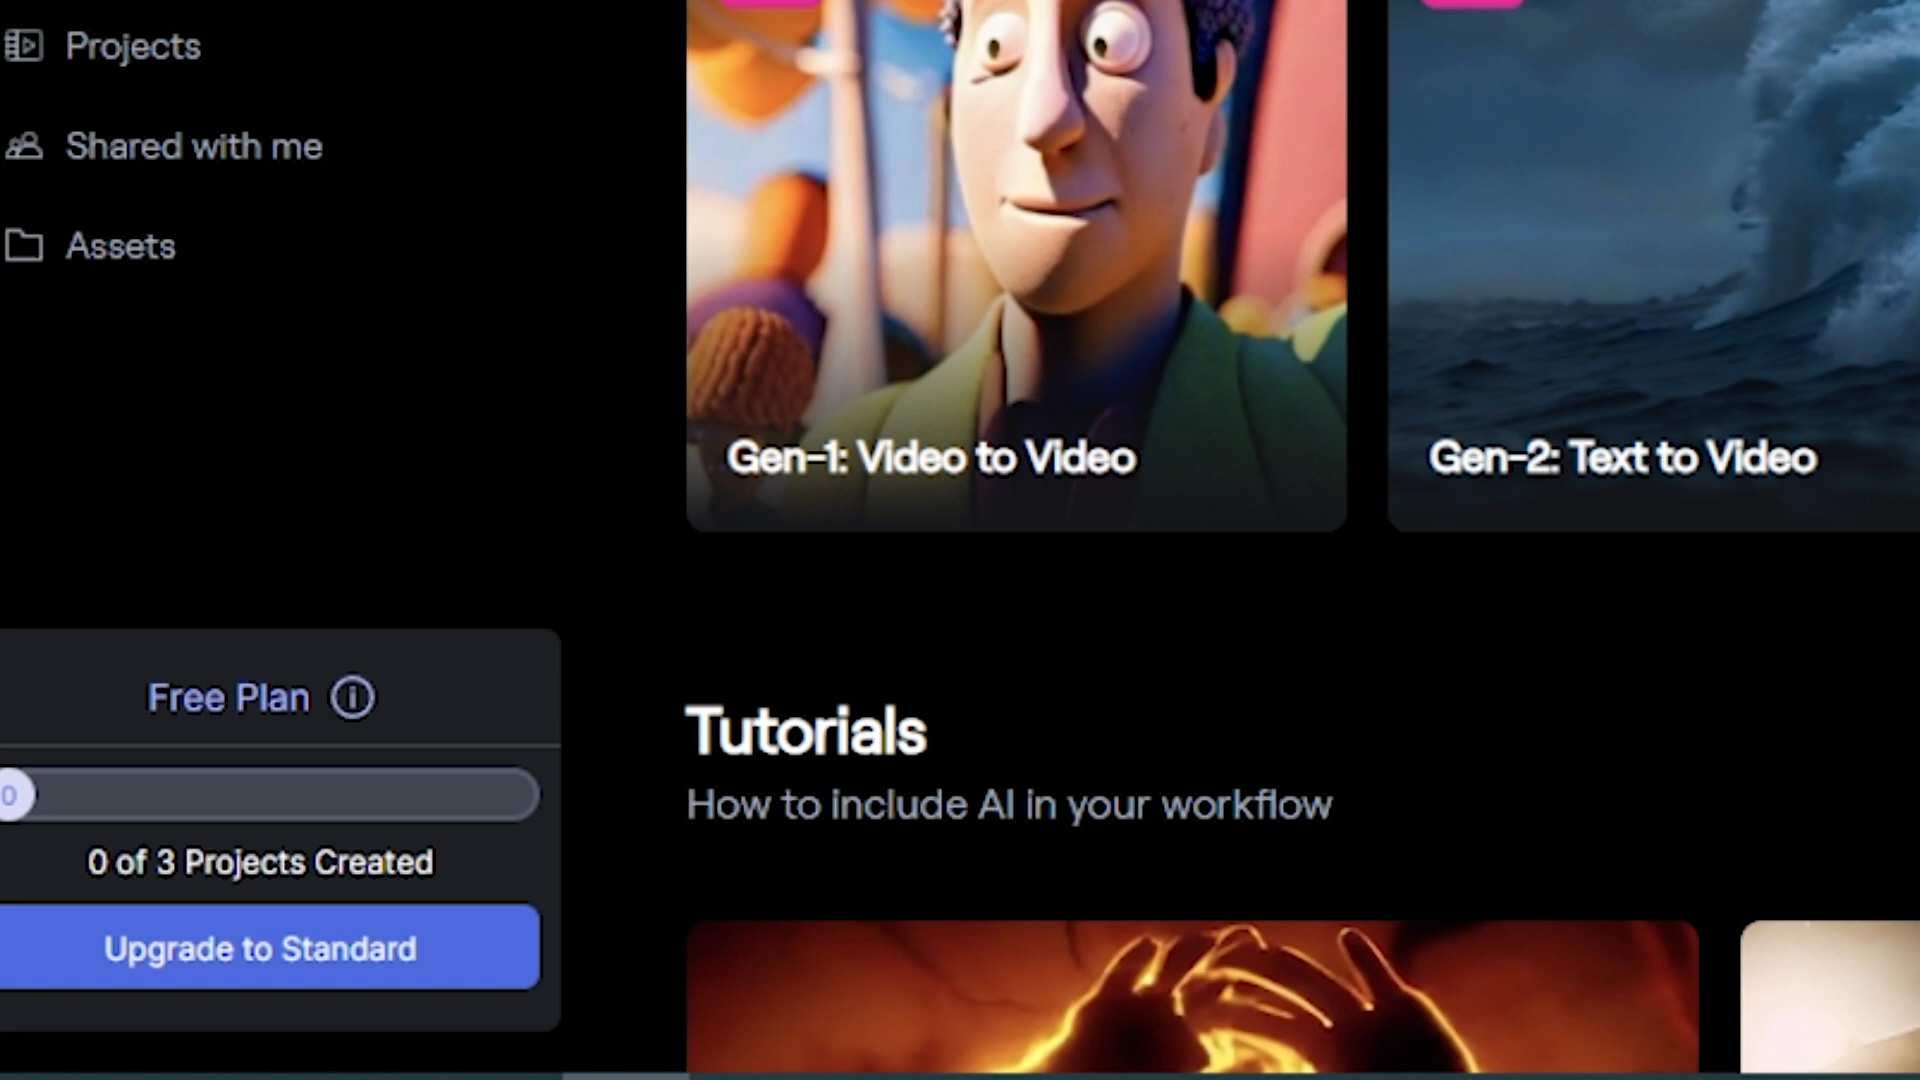 Projects
Shared with me
Assets
Gen-1: Video to Video
Gen-2: Text to Video
Free Plan
0
0 of 3 Projects Created
Upgrade to Standard
Tutorials
How to include AI in your workflow